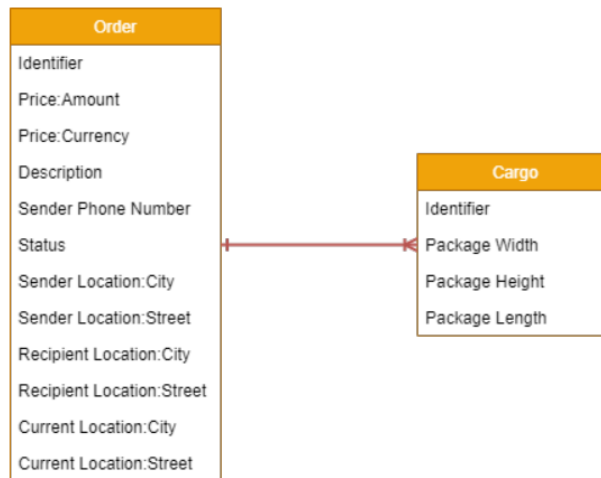 Order
Identifier
Price:Amount
Price:Currency
Description
Sender Phone Number
Status
Sender Location:City
Sender Location:Street
Recipient Location:City
Recipient Location:Street
Current Location:City
Current Location:Street
Cargo
Identifier
Package Width
Package Height
Package Length